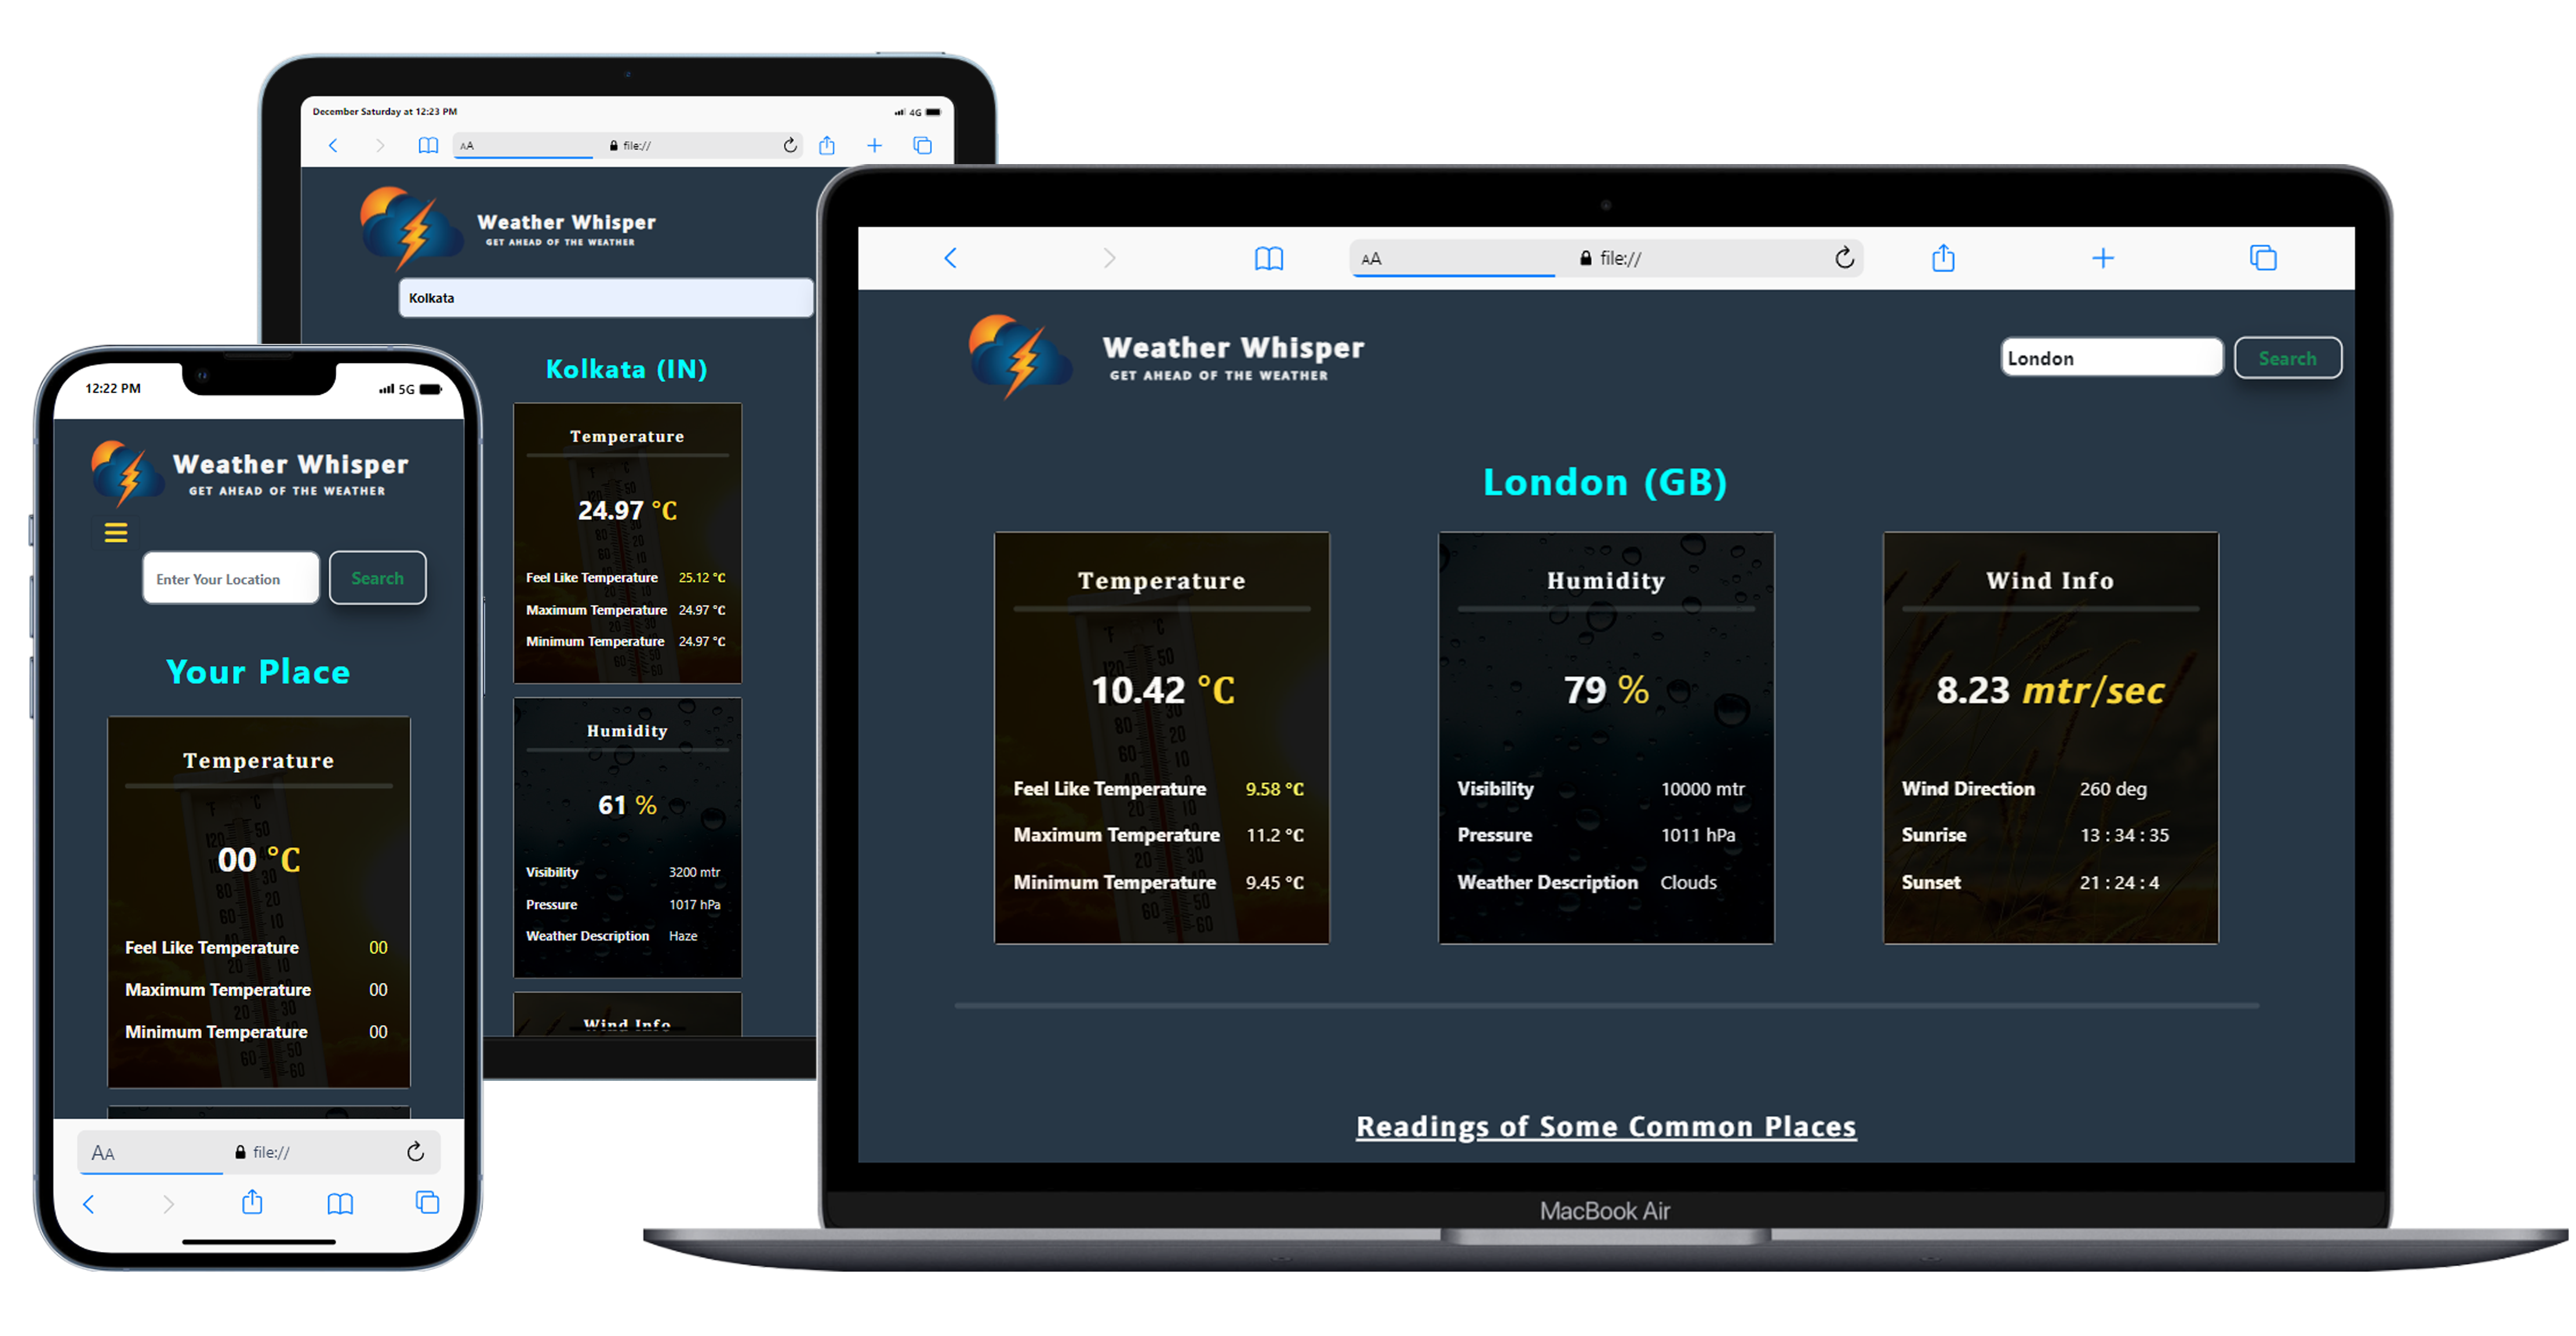 December Saturday at 12:23 PM
4G
AA
file://
Weather Whisper
GET AHEAD OF THE WEATHER
Kolkata
Kolkata (IN)
Temperature
24.97 °C
Feel Like Temperature 25.12 °C
Maximum Temperature 24.97 °C
Minimum Temperature 24.97 °C
Humidity
61 %
Visibility 3200 mtr
Pressure 1017 hPa
Weather Description Haze
Wind Info
12:22 PM
5G
Weather Whisper
GET AHEAD OF THE WEATHER
Enter Your Location
Search
Your Place
Temperature
00 °C
Feel Like Temperature 00
Maximum Temperature 00
Minimum Temperature 00
AA
file://
AA
file://
Weather Whisper
GET AHEAD OF THE WEATHER
London
Search
London (GB)
Temperature
10.42 °C
Feel Like Temperature 9.58 °C
Maximum Temperature 11.2 °C
Minimum Temperature 9.45 °C
Humidity
79 %
Visibility 10000 mtr
Pressure 1011 hPa
Weather Description Clouds
Wind Info
8.23 mtr/sec
Wind Direction 260 deg
Sunrise 13 : 34 : 35
Sunset 21 : 24 : 4
Readings of Some Common Places
MacBook Air